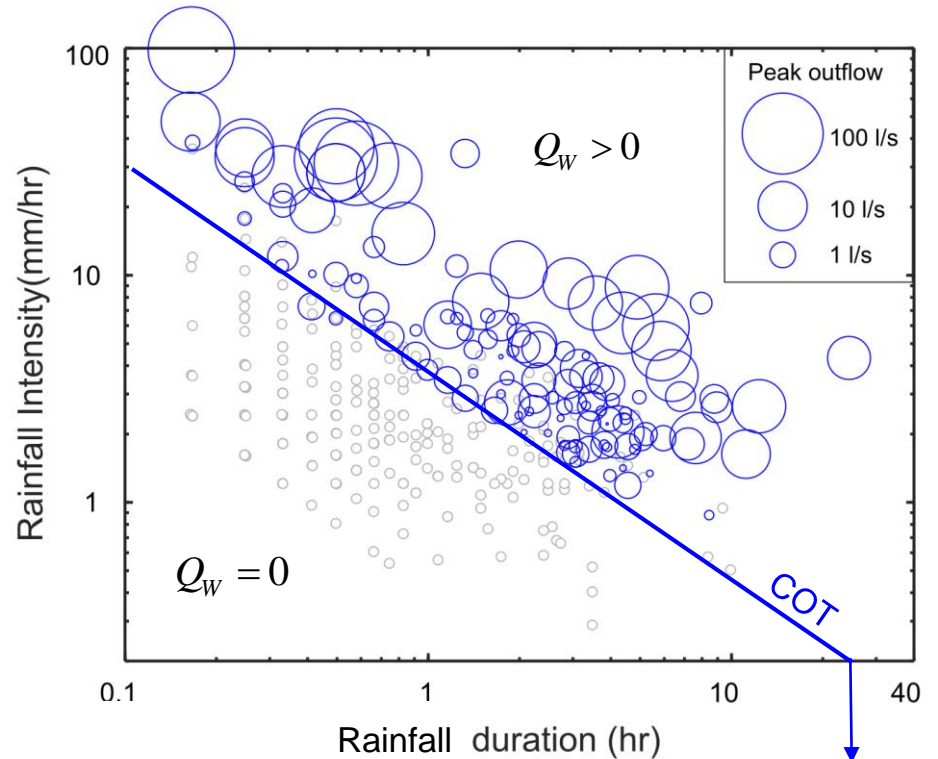 100
10
1
Rainfall Intensity(mm/hr)
Peak outflow
100 l/s
10 l/s
1 l/s
Q_W > 0
Q_W = 0
COT
0.1
1
10
40
Rainfall duration (hr)